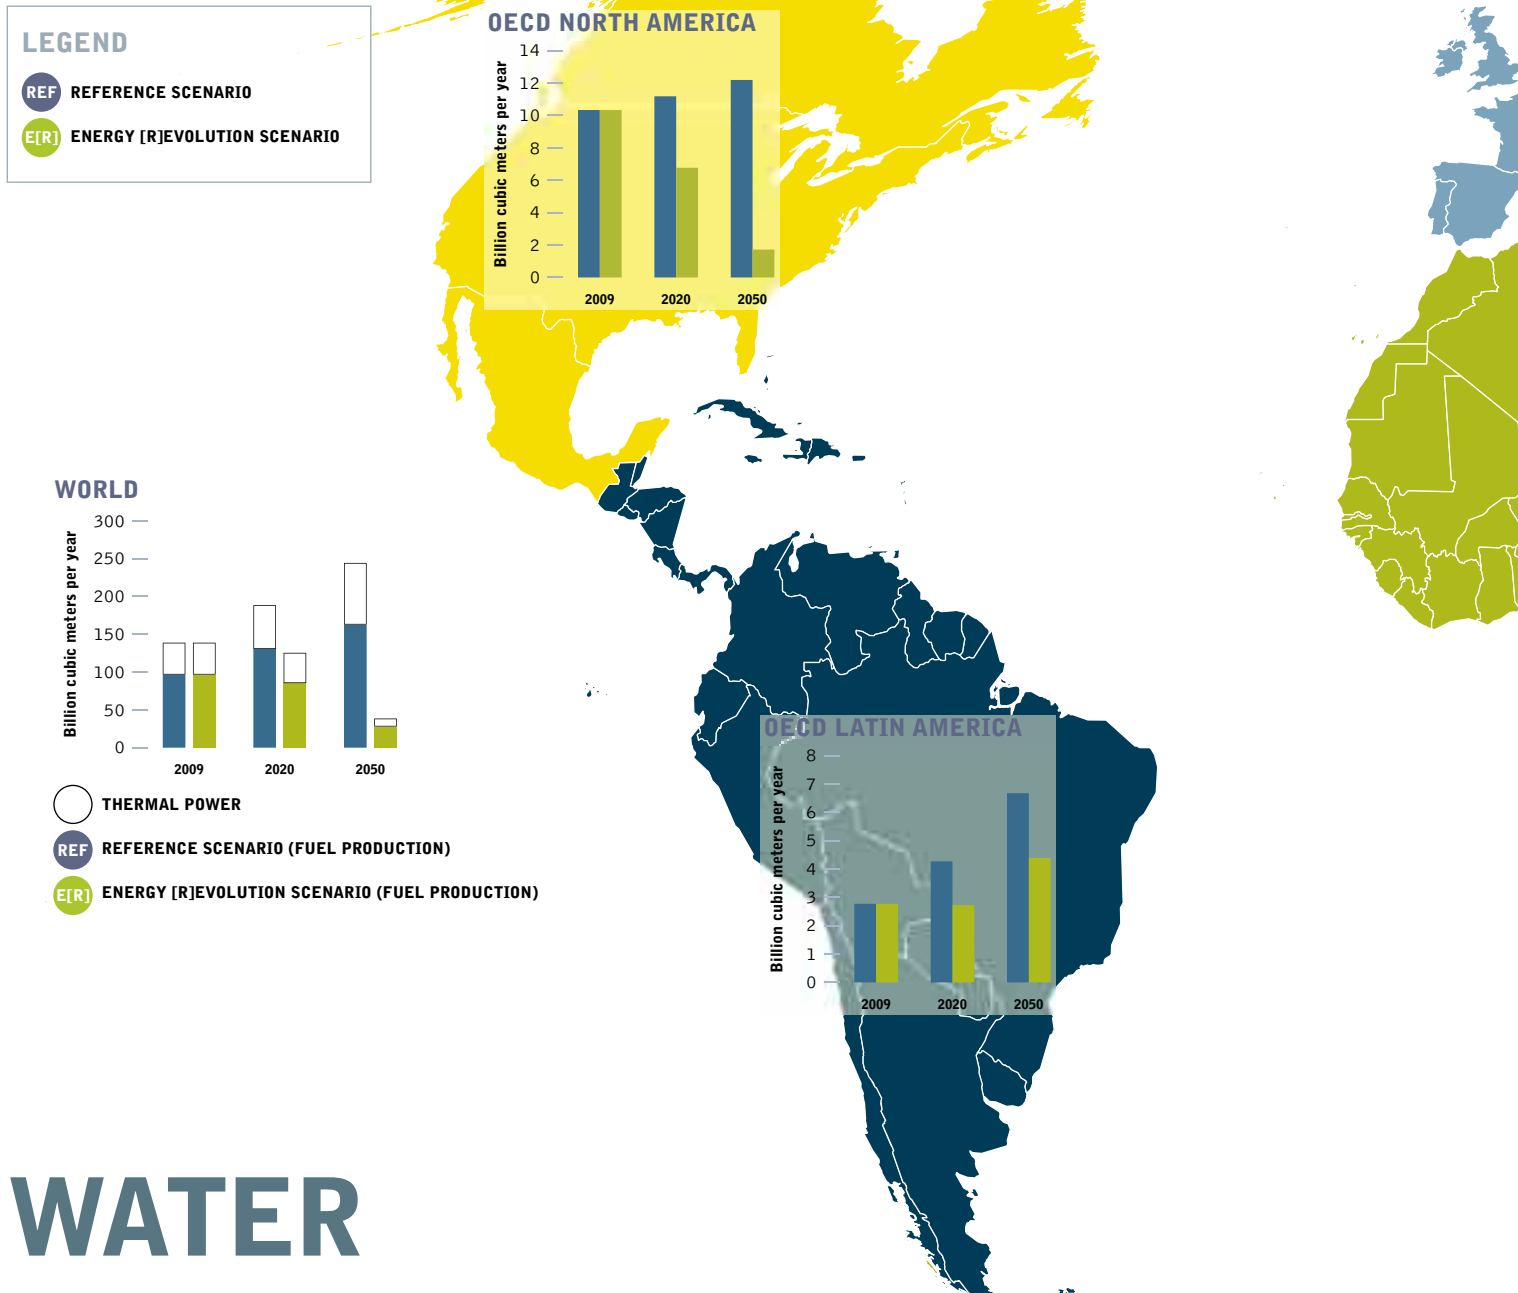 LEGEND
REF REFERENCE SCENARIO
E[R] ENERGY [R]EVOLUTION SCENARIO
OECD NORTH AMERICA
Billion cubic meters per year
14
12
10
8
6
4
2
0
2009 2020 2050
WORLD
Billion cubic meters per year
300
250
200
150
100
50
0
2009 2020 2050
THERMAL POWER
REF REFERENCE SCENARIO (FUEL PRODUCTION)
E[R] ENERGY [R]EVOLUTION SCENARIO (FUEL PRODUCTION)
OECD LATIN AMERICA
Billion cubic meters per year
8
7
6
5
4
3
2
1
0
2009 2020 2050
WATER